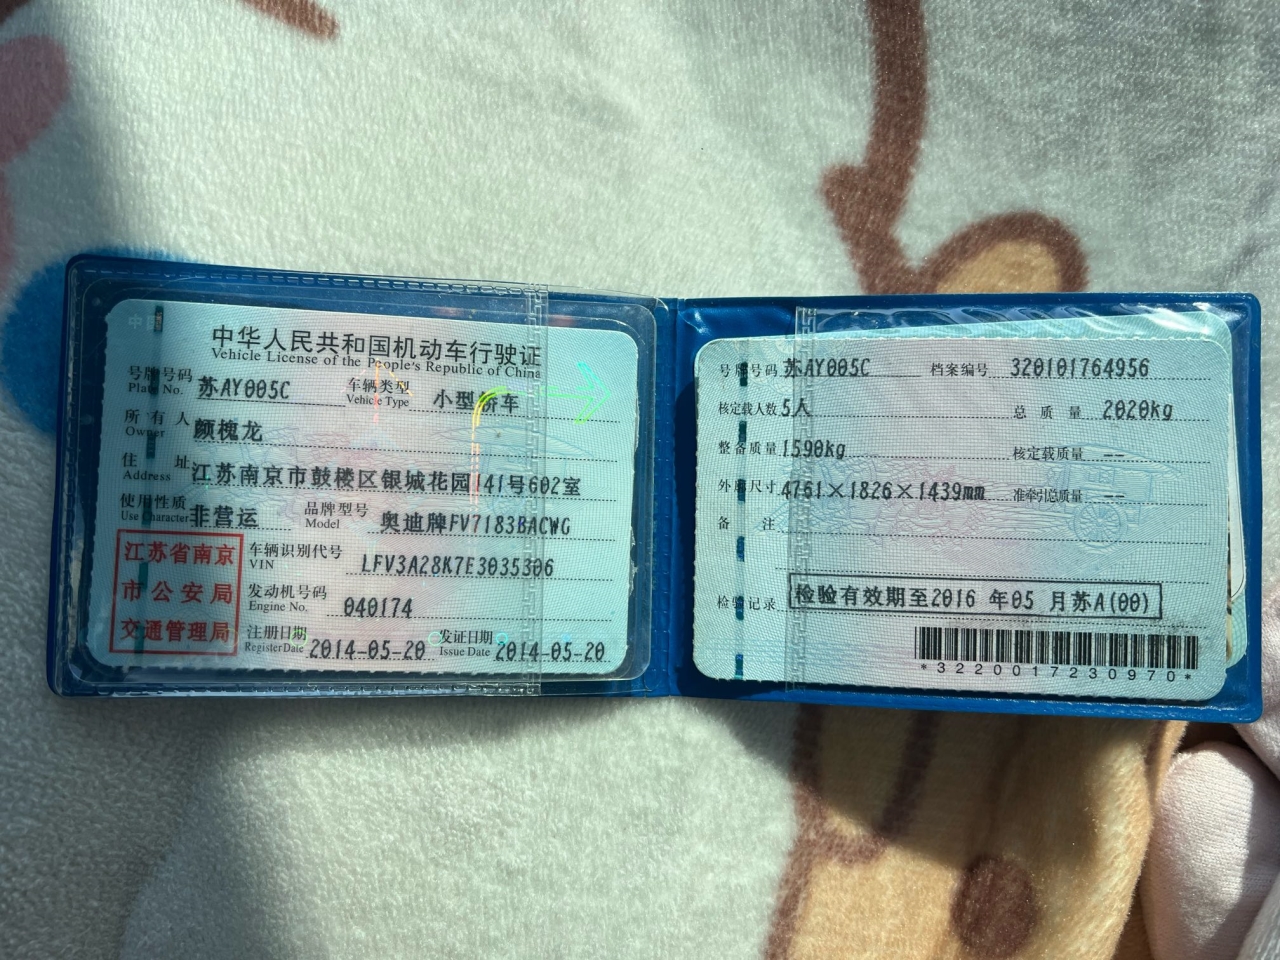 中华人民共和国机动车行驶证
Vehicle License of the People's Republic of China
号牌号码 苏AY005C 车辆类型 小型轿车
Plate No. Vehicle Type
所有人 颜槐龙
Owner
住址 江苏南京市鼓楼区银城花园141号602室
Address
使用性质 非营运 品牌型号 奥迪牌FV7183BACWG
Use Character Model
江苏省南京 车辆识别代号 LFV3A28K7E3035306
VIN
市公安局 发动机号码 040174
Engine No.
交通管理局 注册日期 2014-05-20 发证日期 2014-05-20
Register Date Issue Date
号牌号码 苏AY005C 档案编号 320101764956
核定载人数 5人 总质量 2020kg
整备质量 1590kg 核定载质量 --
外廓尺寸 4761×1826×1439mm 准牵引总质量 --
备注
检验记录 检验有效期至2016 年05 月苏A(00)
*3220017230970*